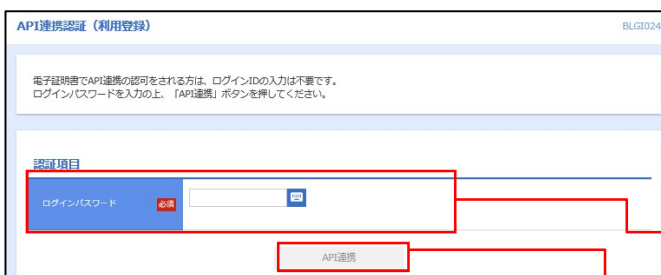 API連携認証（利用登録）
BLGI024
電子証明書でAPI連携の認可をされる方は、ログインIDの入力は不要です。
ログインパスワードを入力の上、「API連携」ボタンを押してください。
認証項目
ログインパスワード 必須
API連携